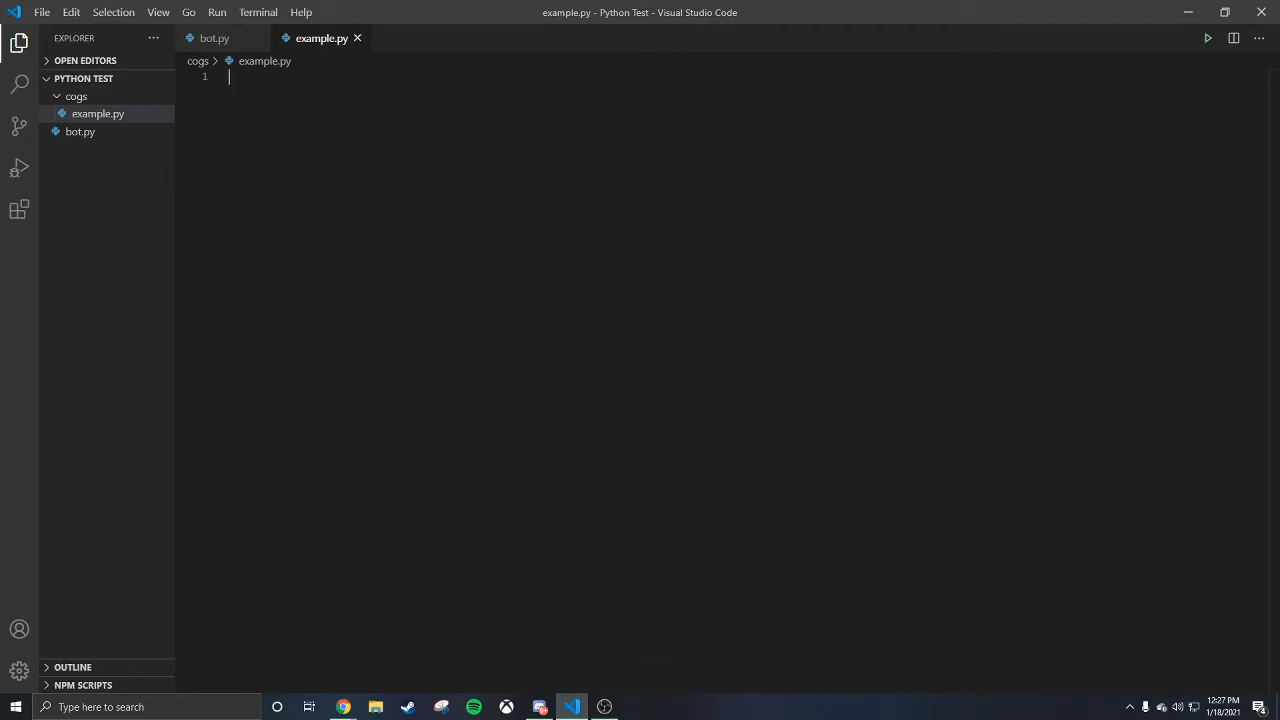 File Edit Selection View Go Run Terminal Help example.py - Python Test - Visual Studio Code
EXPLORER
bot.py
example.py
OPEN EDITORS
cogs
example.py
PYTHON TEST
1
cogs
example.py
bot.py
OUTLINE
NPM SCRIPTS
Type here to search
12:27 PM
1/18/2021